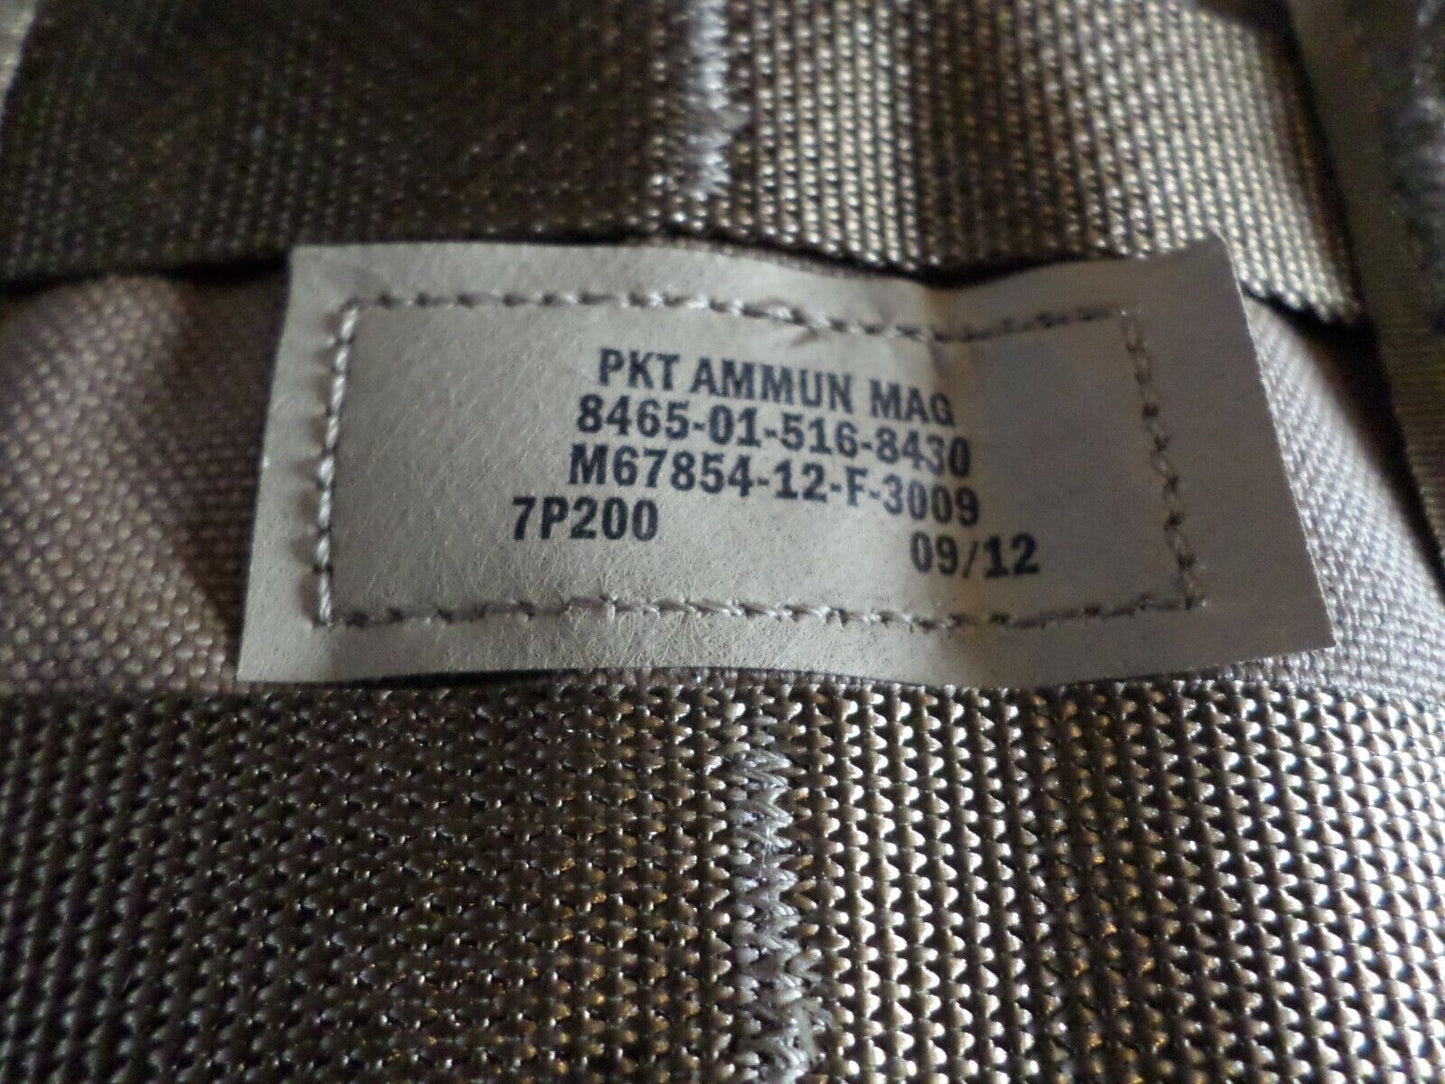 PKT AMMUN MAG
8465-01-516-8430
M67854-12-F-3009
7P200 09/12